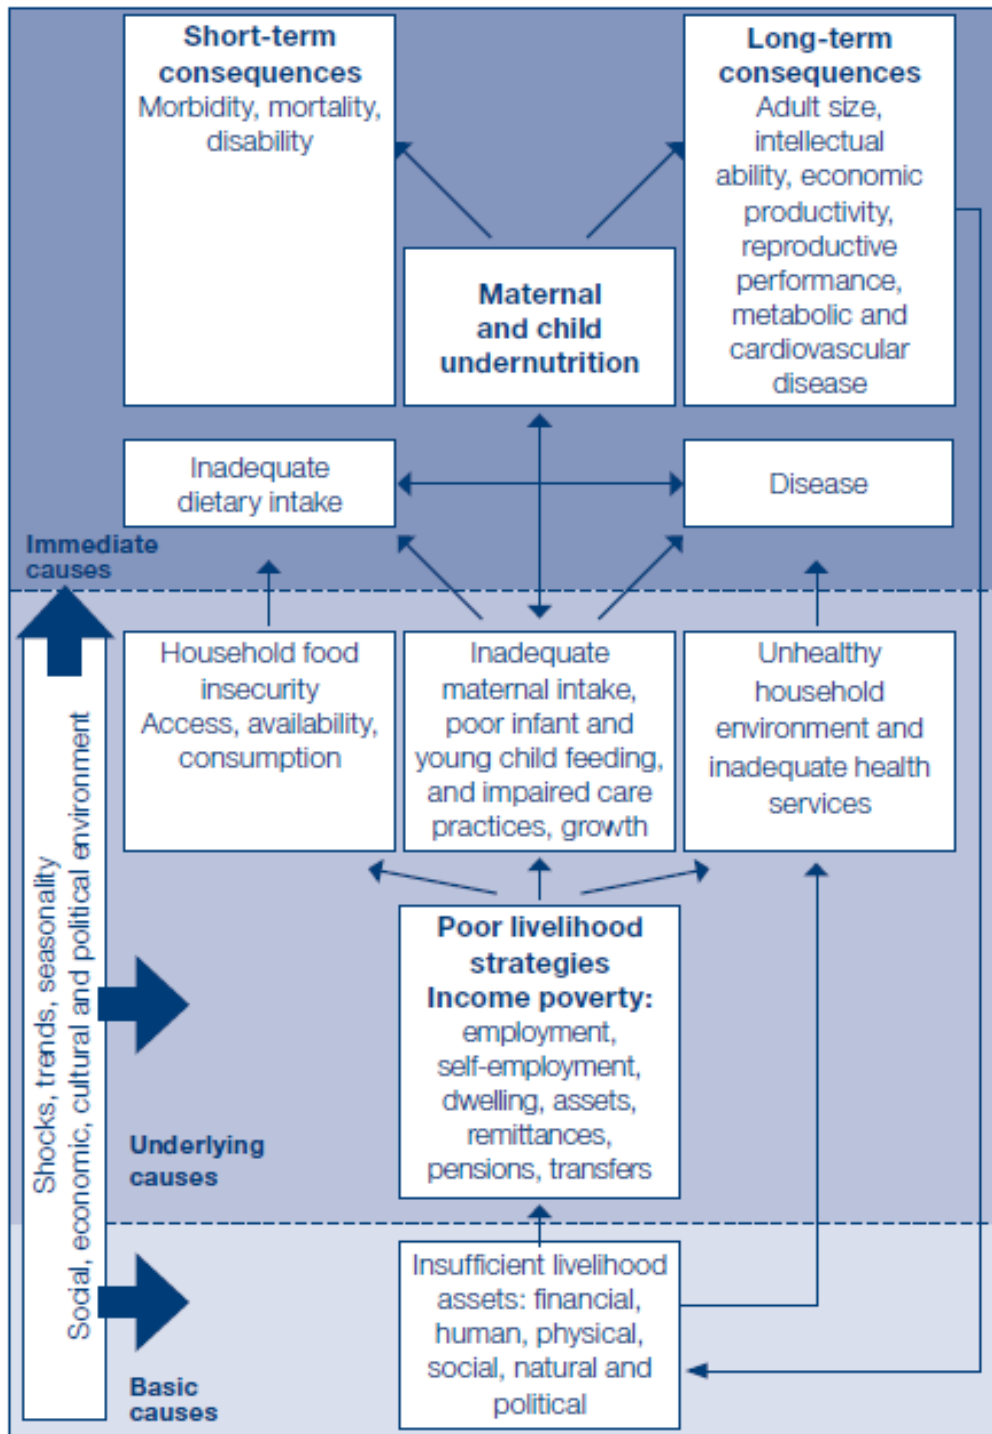 Short-term
consequences
Morbidity, mortality,
disability
Long-term
consequences
Adult size,
intellectual
ability, economic
productivity,
reproductive
performance,
metabolic and
cardiovascular
disease
Maternal
and child
undernutrition
Inadequate
dietary intake
Disease
Immediate
causes
Household food
insecurity
Access, availability,
consumption
Inadequate
maternal intake,
poor infant and
young child feeding,
and impaired care
practices, growth
Unhealthy
household
environment and
inadequate health
services
Shocks, trends, seasonality
Social, economic, cultural and political environment
Poor livelihood
strategies
Income poverty:
employment,
self-employment,
dwelling, assets,
remittances,
pensions, transfers
Underlying
causes
Insufficient livelihood
assets: financial,
human, physical,
social, natural and
political
Basic
causes